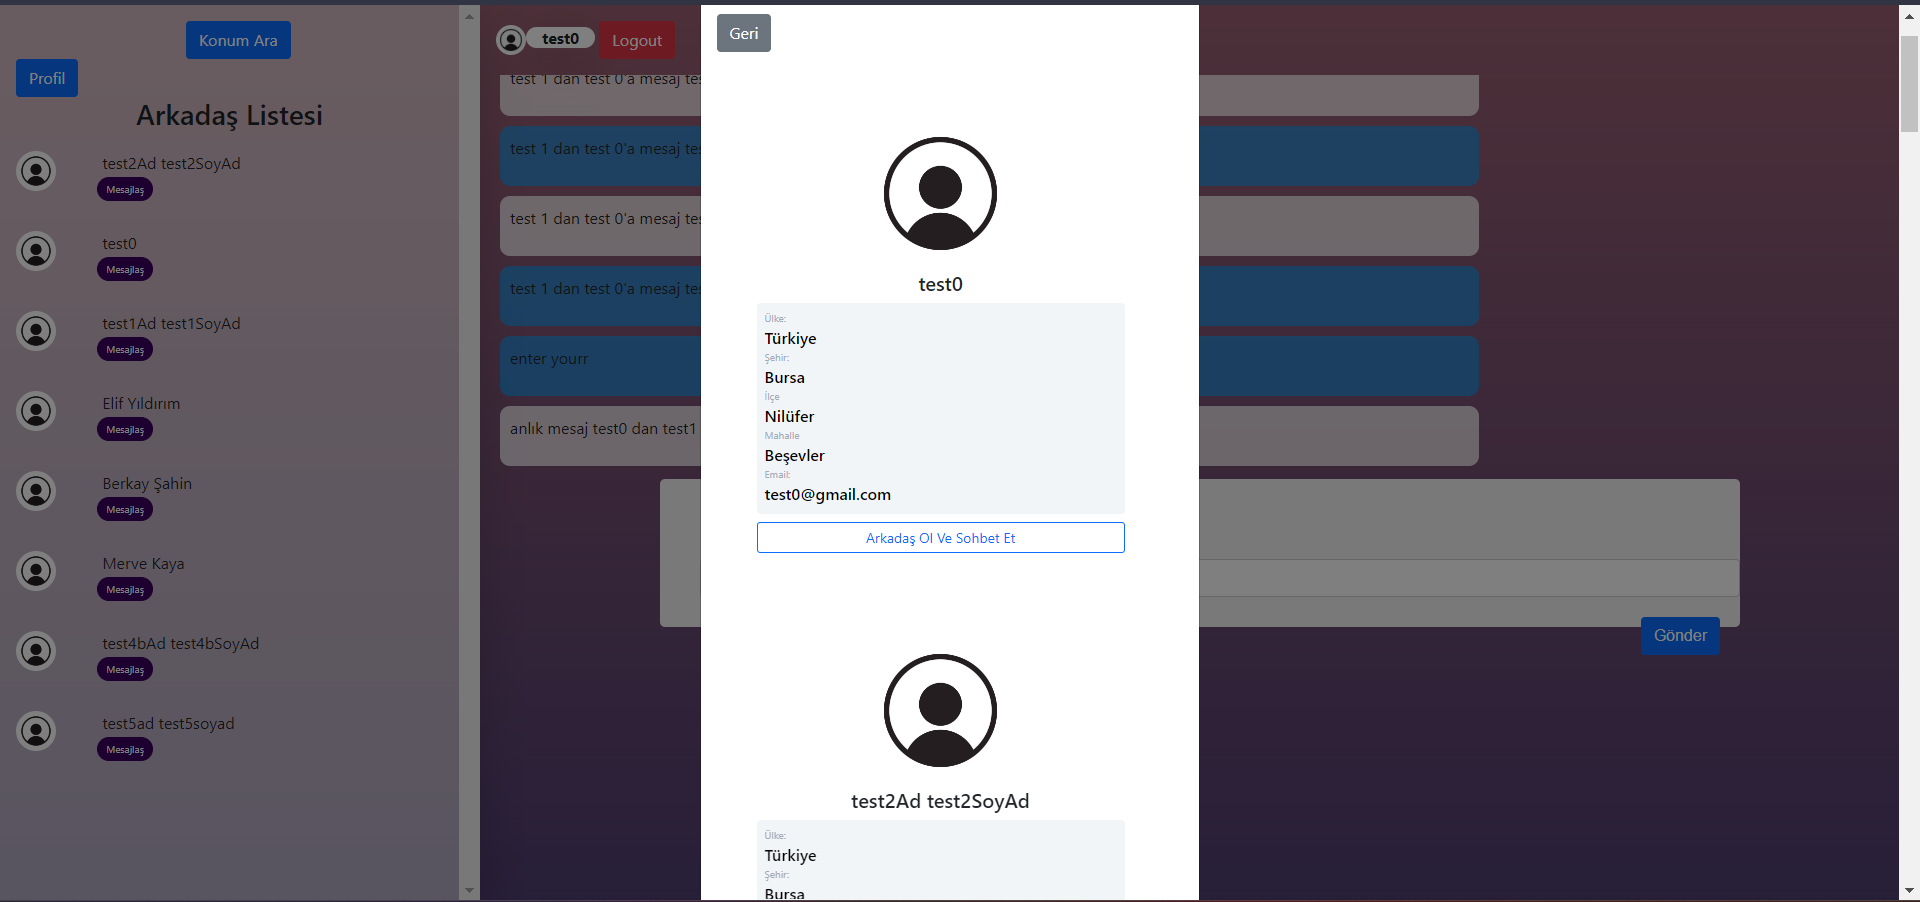 Konum Ara
Profil
Arkadaş Listesi
test2Ad test2SoyAd
Mesajlaş
test0
Mesajlaş
test1Ad test1SoyAd
Mesajlaş
Elif Yıldırım
Mesajlaş
Berkay Şahin
Mesajlaş
Merve Kaya
Mesajlaş
test4bAd test4bSoyAd
Mesajlaş
test5ad test5soyad
Mesajlaş
test0
Logout
test 1 dan test 0'a mesaj tes
test 1 dan test 0'a mesaj tes
test 1 dan test 0'a mesaj tes
test 1 dan test 0'a mesaj tes
enter yourr
anlık mesaj test0 dan test1
Gönder
Geri
test0
Ülke:
Türkiye
Şehir:
Bursa
İlçe
Nilüfer
Mahalle
Beşevler
Email:
test0@gmail.com
Arkadaş Ol Ve Sohbet Et
test2Ad test2SoyAd
Ülke:
Türkiye
Şehir:
Bursa